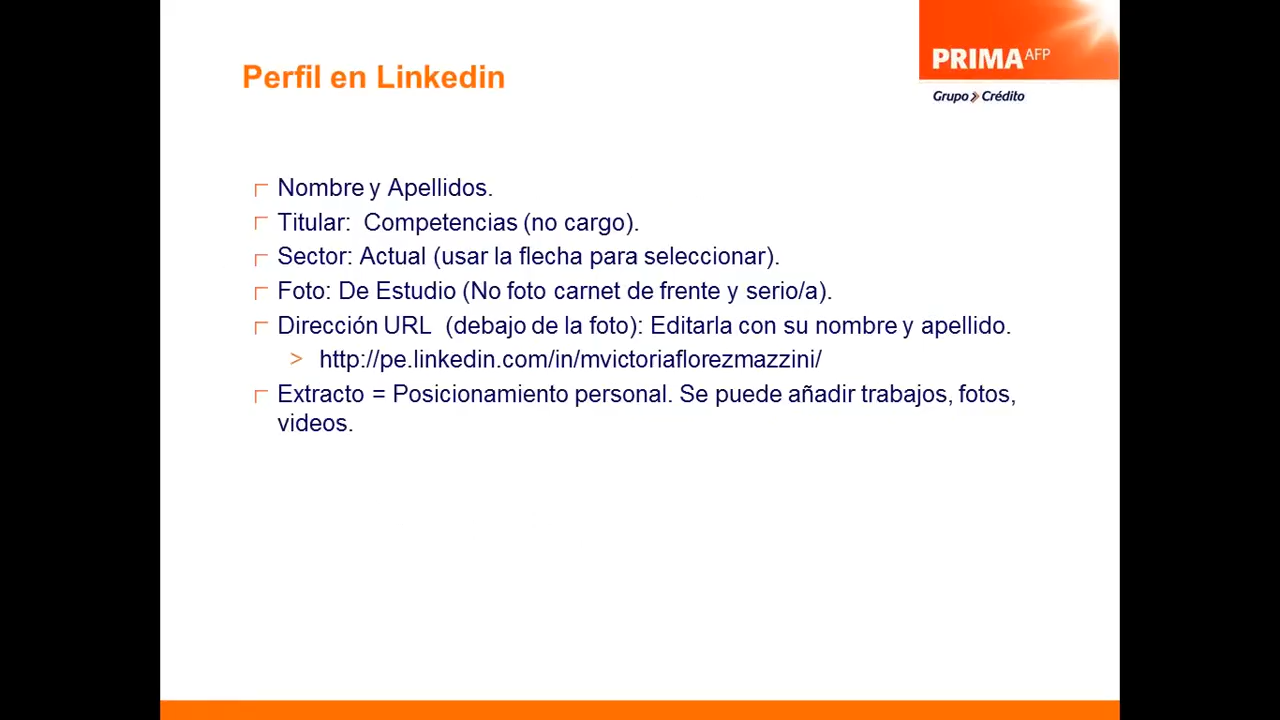 Perfil en Linkedin
PRIMA AFP
Grupo Crédito
Nombre y Apellidos.
Titular:  Competencias (no cargo).
Sector: Actual (usar la flecha para seleccionar).
Foto: De Estudio (No foto carnet de frente y serio/a).
Dirección URL  (debajo de la foto): Editarla con su nombre y apellido.
> http://pe.linkedin.com/in/mvictoriaflorezmazzini/
Extracto = Posicionamiento personal. Se puede añadir trabajos, fotos,
videos.